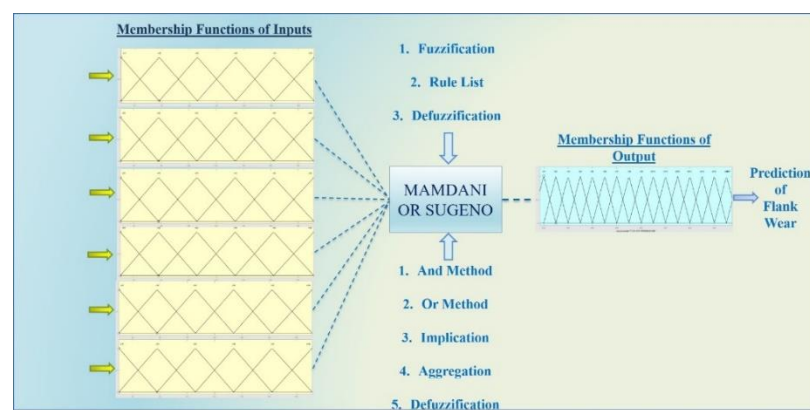 Membership Functions of Inputs
1. Fuzzification
2. Rule List
3. Defuzzification
MAMDANI
OR SUGENO
Membership Functions of
Output
Prediction
of
Flank
Wear
1. And Method
2. Or Method
3. Implication
4. Aggregation
5. Defuzzification